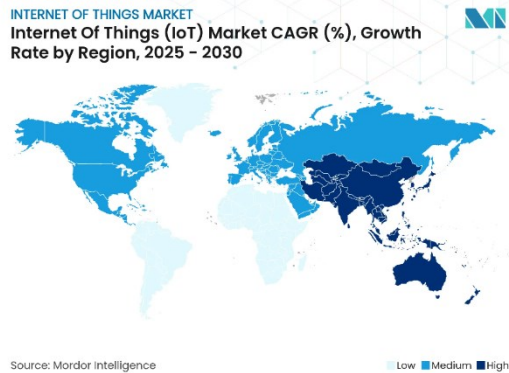 INTERNET OF THINGS MARKET
Internet Of Things (IoT) Market CAGR (%), Growth
Rate by Region, 2025 - 2030
Source: Mordor Intelligence
Low Medium High